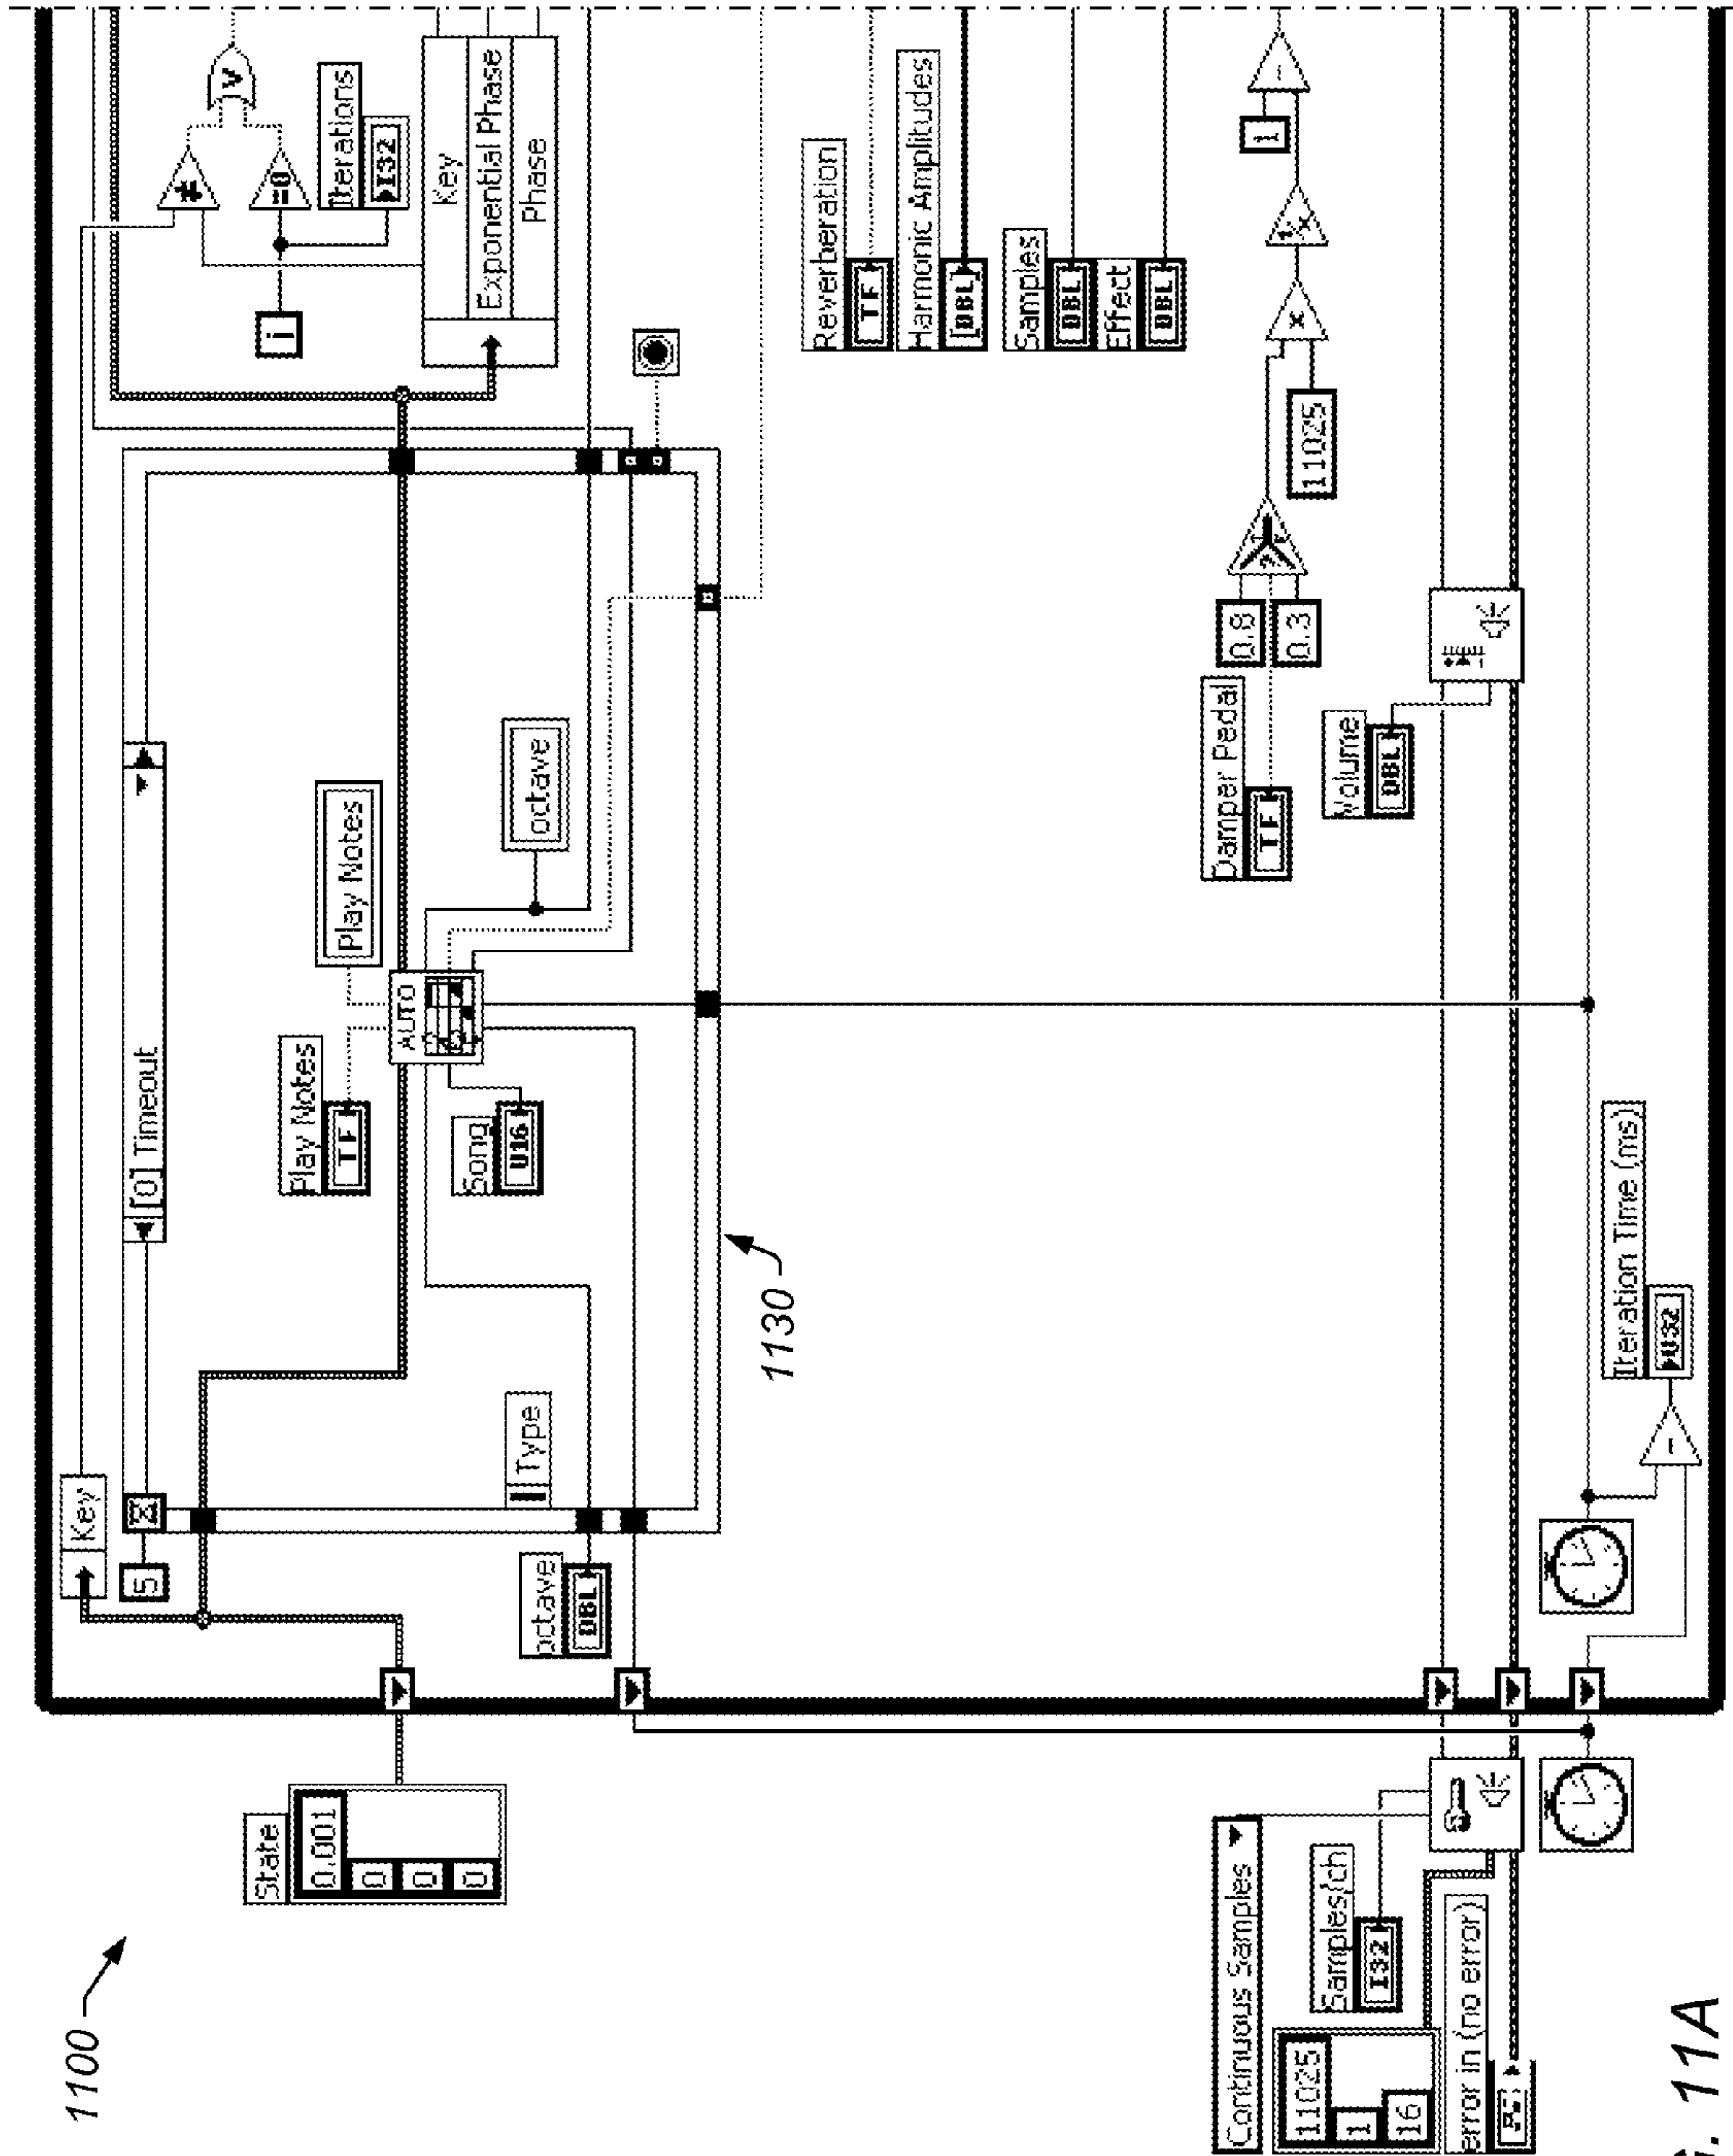 1100
State
0.001
0
0
0
Key
5
[0] Timeout
Type
octave
DBL
Play Notes
TF
Song
U16
AUTO
Play Notes
octave
1130
i
≠
=0
V
Iterations
I32
Key
Exponential Phase
Phase
Reverberation
TF
Harmonic Amplitudes
[DBL]
Samples
DBL
Effect
DBL
Damper Pedal
TF
0.8
0.3
11025
x
1/x
1
-
Volume
DBL
Continuous Samples
Samples/ch
I32
11025
1
16
error in (no error)
Iteration Time (ms)
U32
-
11A